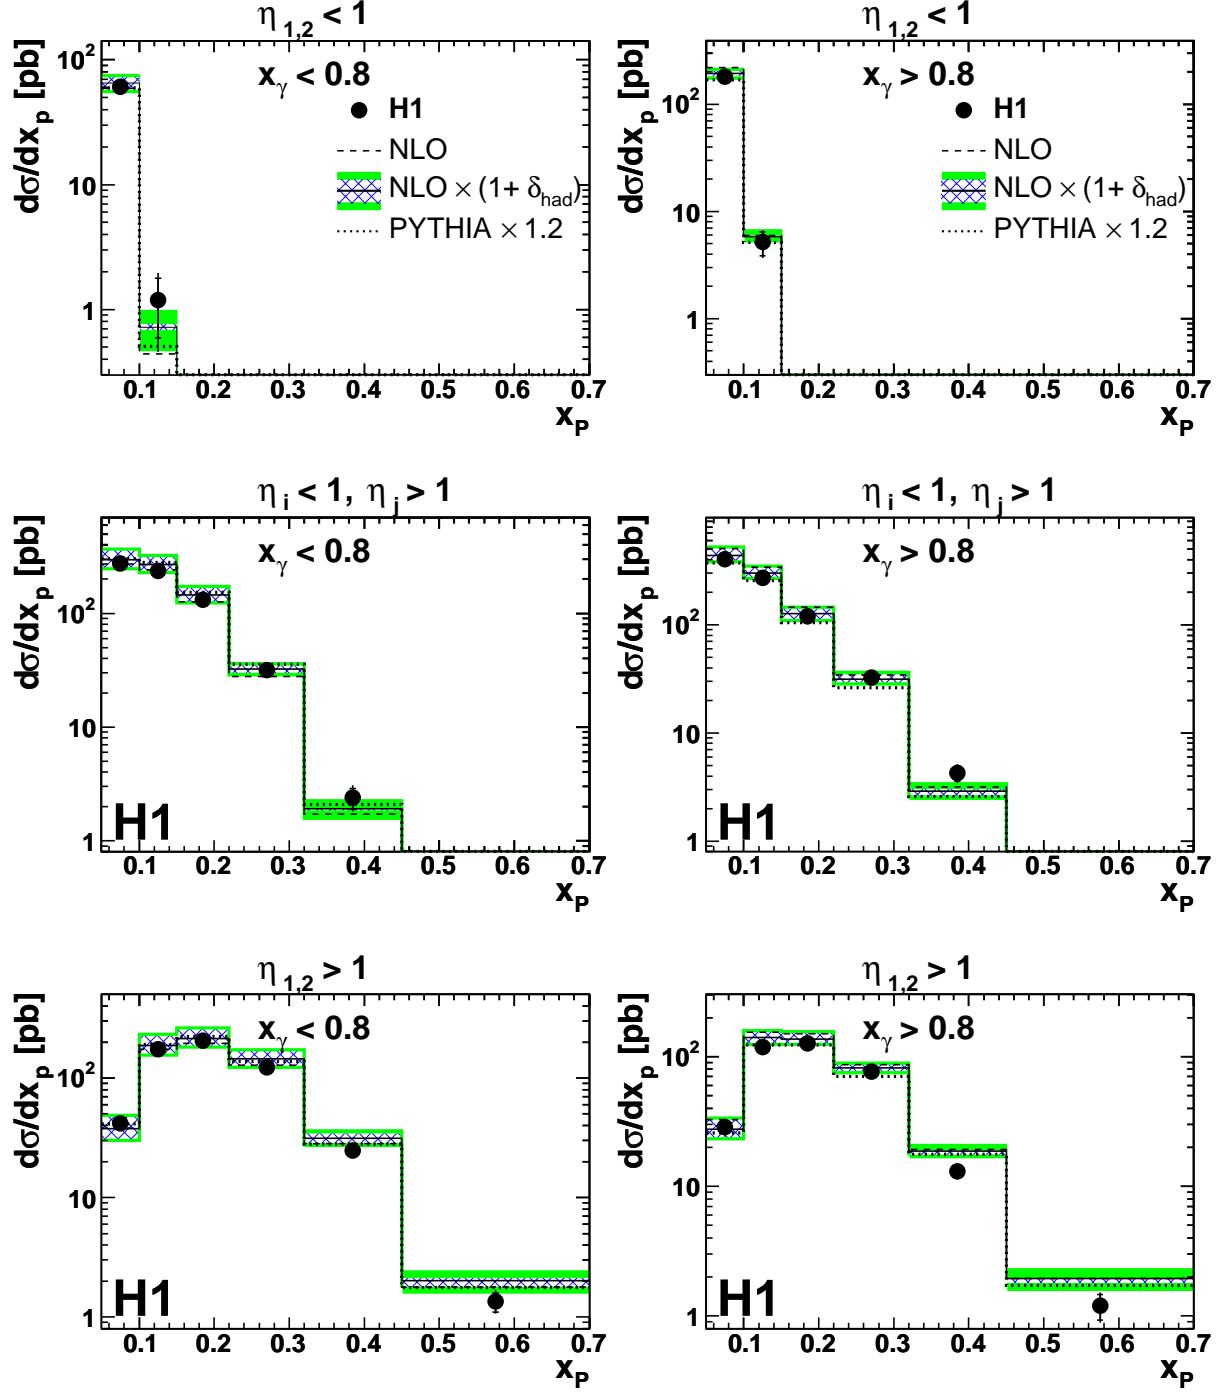 η1,2 < 1
xγ < 0.8
dσ/dxp [pb]
10²
10
1
H1
NLO
NLO × (1+ δhad)
PYTHIA × 1.2
0.1 0.2 0.3 0.4 0.5 0.6 0.7
xP
η1,2 < 1
xγ > 0.8
dσ/dxp [pb]
10²
10
1
H1
NLO
NLO × (1+ δhad)
PYTHIA × 1.2
0.1 0.2 0.3 0.4 0.5 0.6 0.7
xP
ηi < 1, ηj > 1
xγ < 0.8
dσ/dxp [pb]
10²
10
1
H1
0.1 0.2 0.3 0.4 0.5 0.6 0.7
xP
ηi < 1, ηj > 1
xγ > 0.8
dσ/dxp [pb]
10²
10
1
H1
0.1 0.2 0.3 0.4 0.5 0.6 0.7
xP
η1,2 > 1
xγ < 0.8
dσ/dxp [pb]
10²
10
1
H1
0.1 0.2 0.3 0.4 0.5 0.6 0.7
xP
η1,2 > 1
xγ > 0.8
dσ/dxp [pb]
10²
10
1
H1
0.1 0.2 0.3 0.4 0.5 0.6 0.7
xP